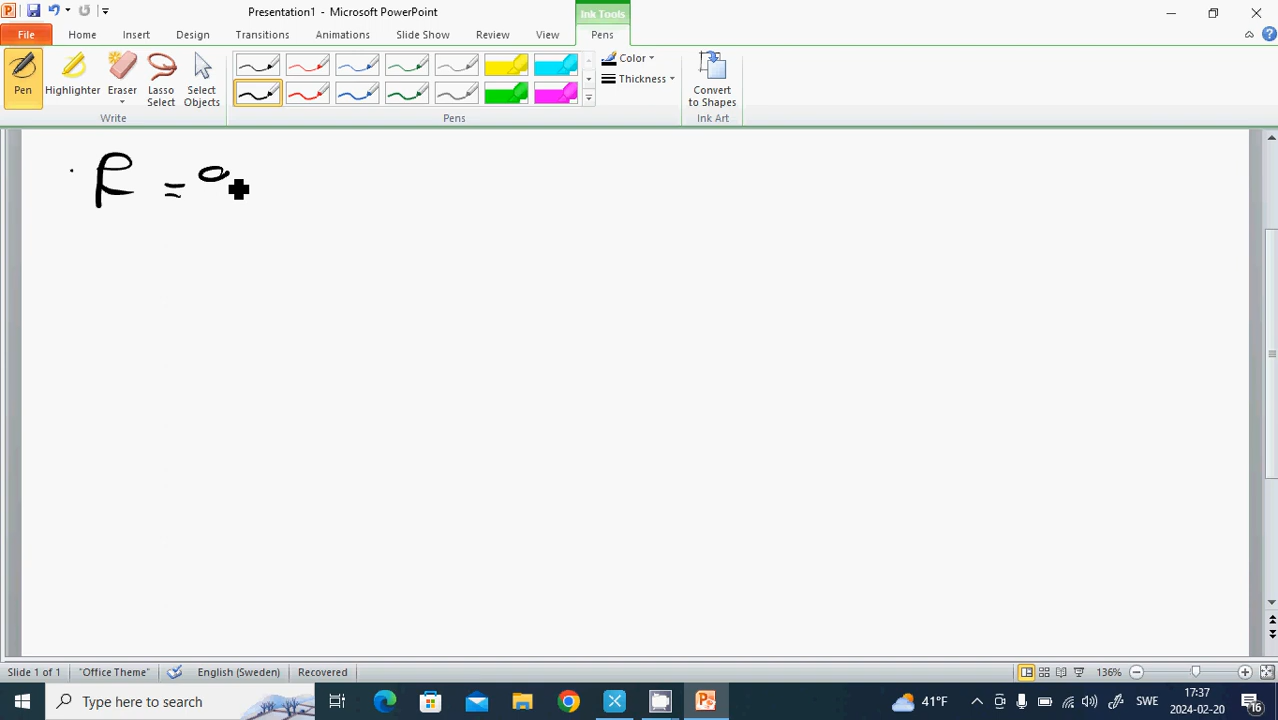 Presentation1 - Microsoft PowerPoint
Ink Tools
File Home Insert Design Transitions Animations Slide Show Review View Pens
Pen Highlighter Eraser Lasso Select Select Objects
Color
Thickness
Convert to Shapes
Write Pens Ink Art
=
Slide 1 of 1 "Office Theme" English (Sweden) Recovered 136%
Type here to search 41°F SWE 17:37
2024-02-20 16